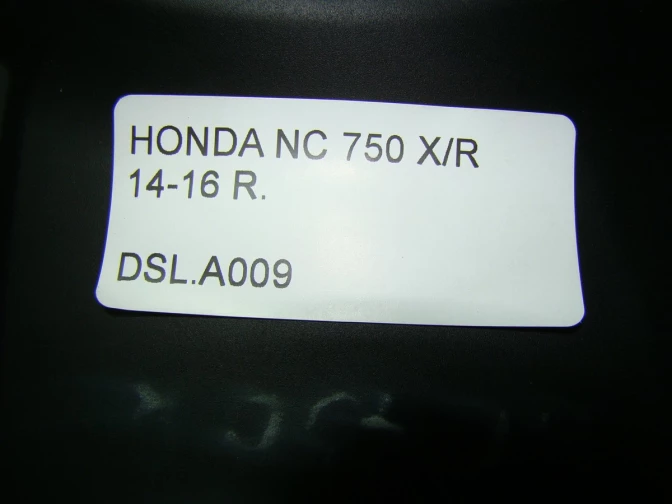 HONDA NC 750 X/R
14-16 R.
DSL.A009